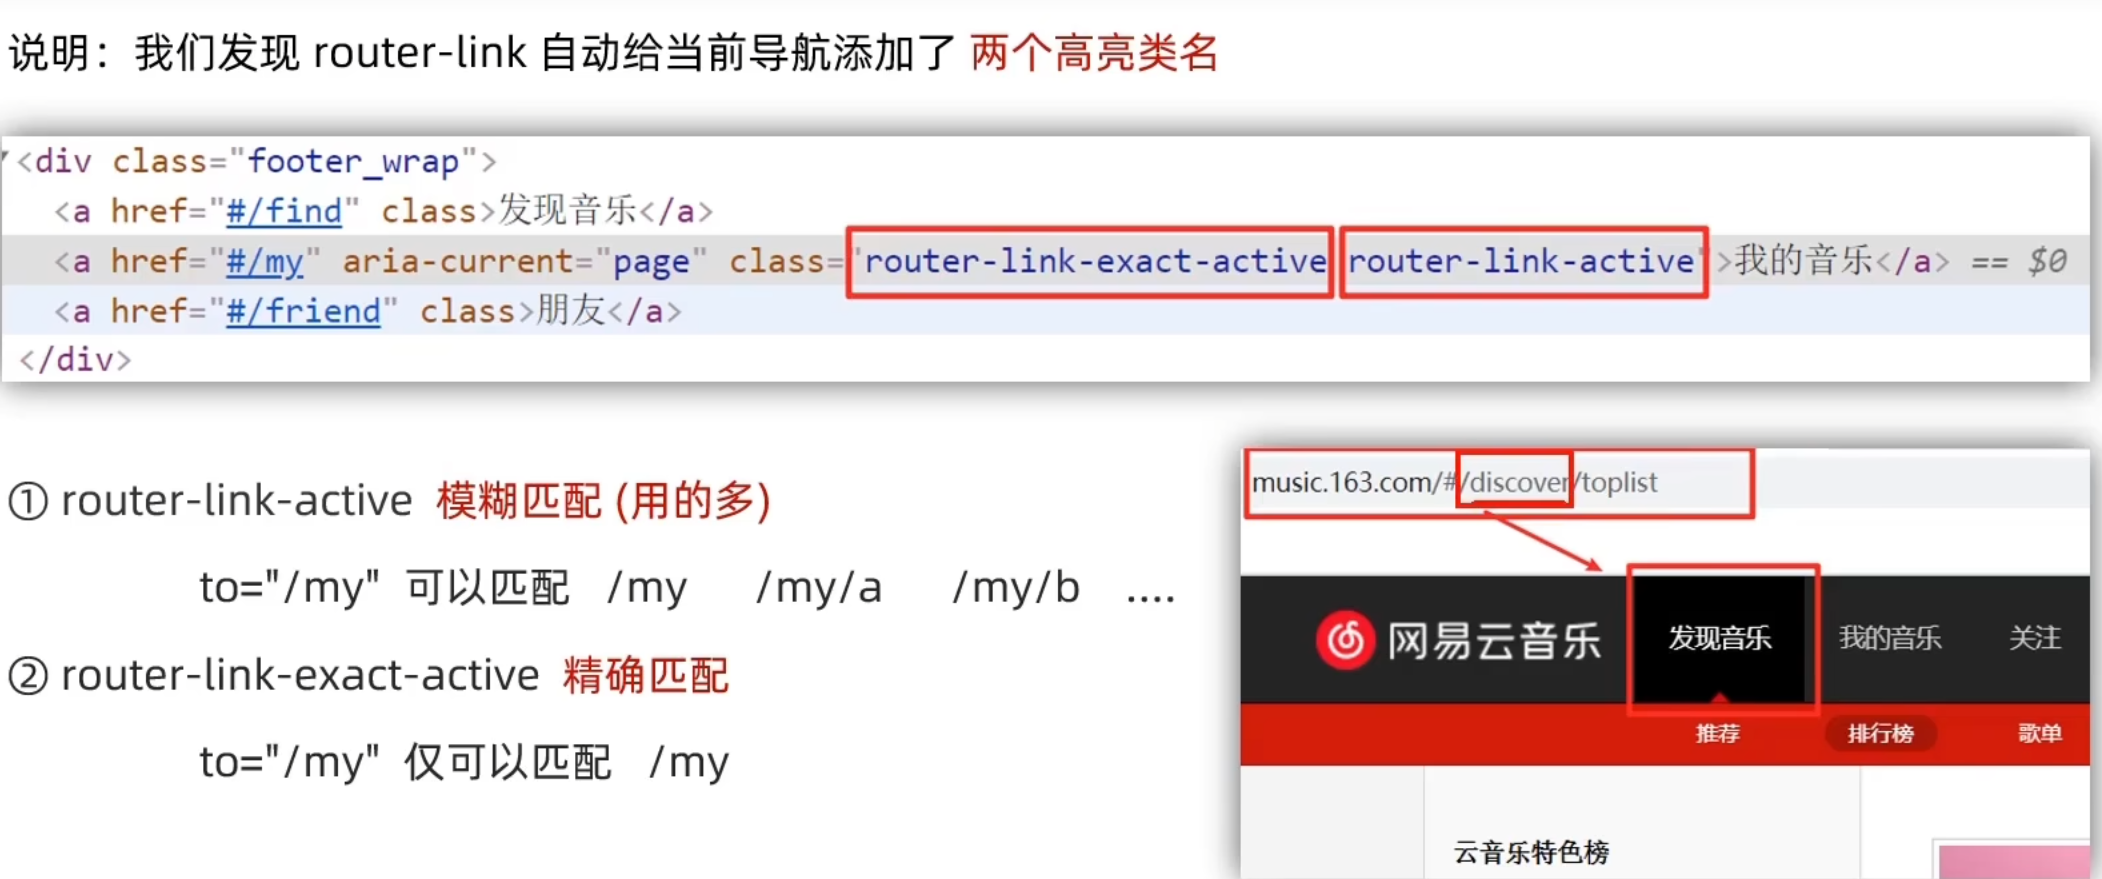 说明：我们发现 router-link 自动给当前导航添加了 两个高亮类名
<div class="footer_wrap">
<a href="#/find" class>发现音乐</a>
<a href="#/my" aria-current="page" class="router-link-exact-active router-link-active">我的音乐</a> == $0
<a href="#/friend" class>朋友</a>
</div>
① router-link-active 模糊匹配 (用的多)
to="/my" 可以匹配 /my /my/a /my/b ....
② router-link-exact-active 精确匹配
to="/my" 仅可以匹配 /my
music.163.com/#/discover/toplist
网易云音乐 发现音乐 我的音乐 关注
推荐 排行榜 歌单
云音乐特色榜